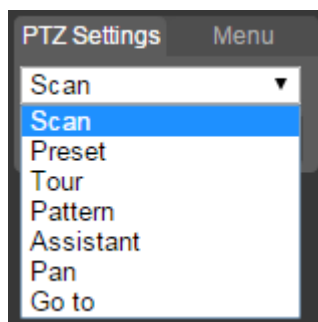 PTZ Settings Menu
Scan
Scan
Preset
Tour
Pattern
Assistant
Pan
Go to